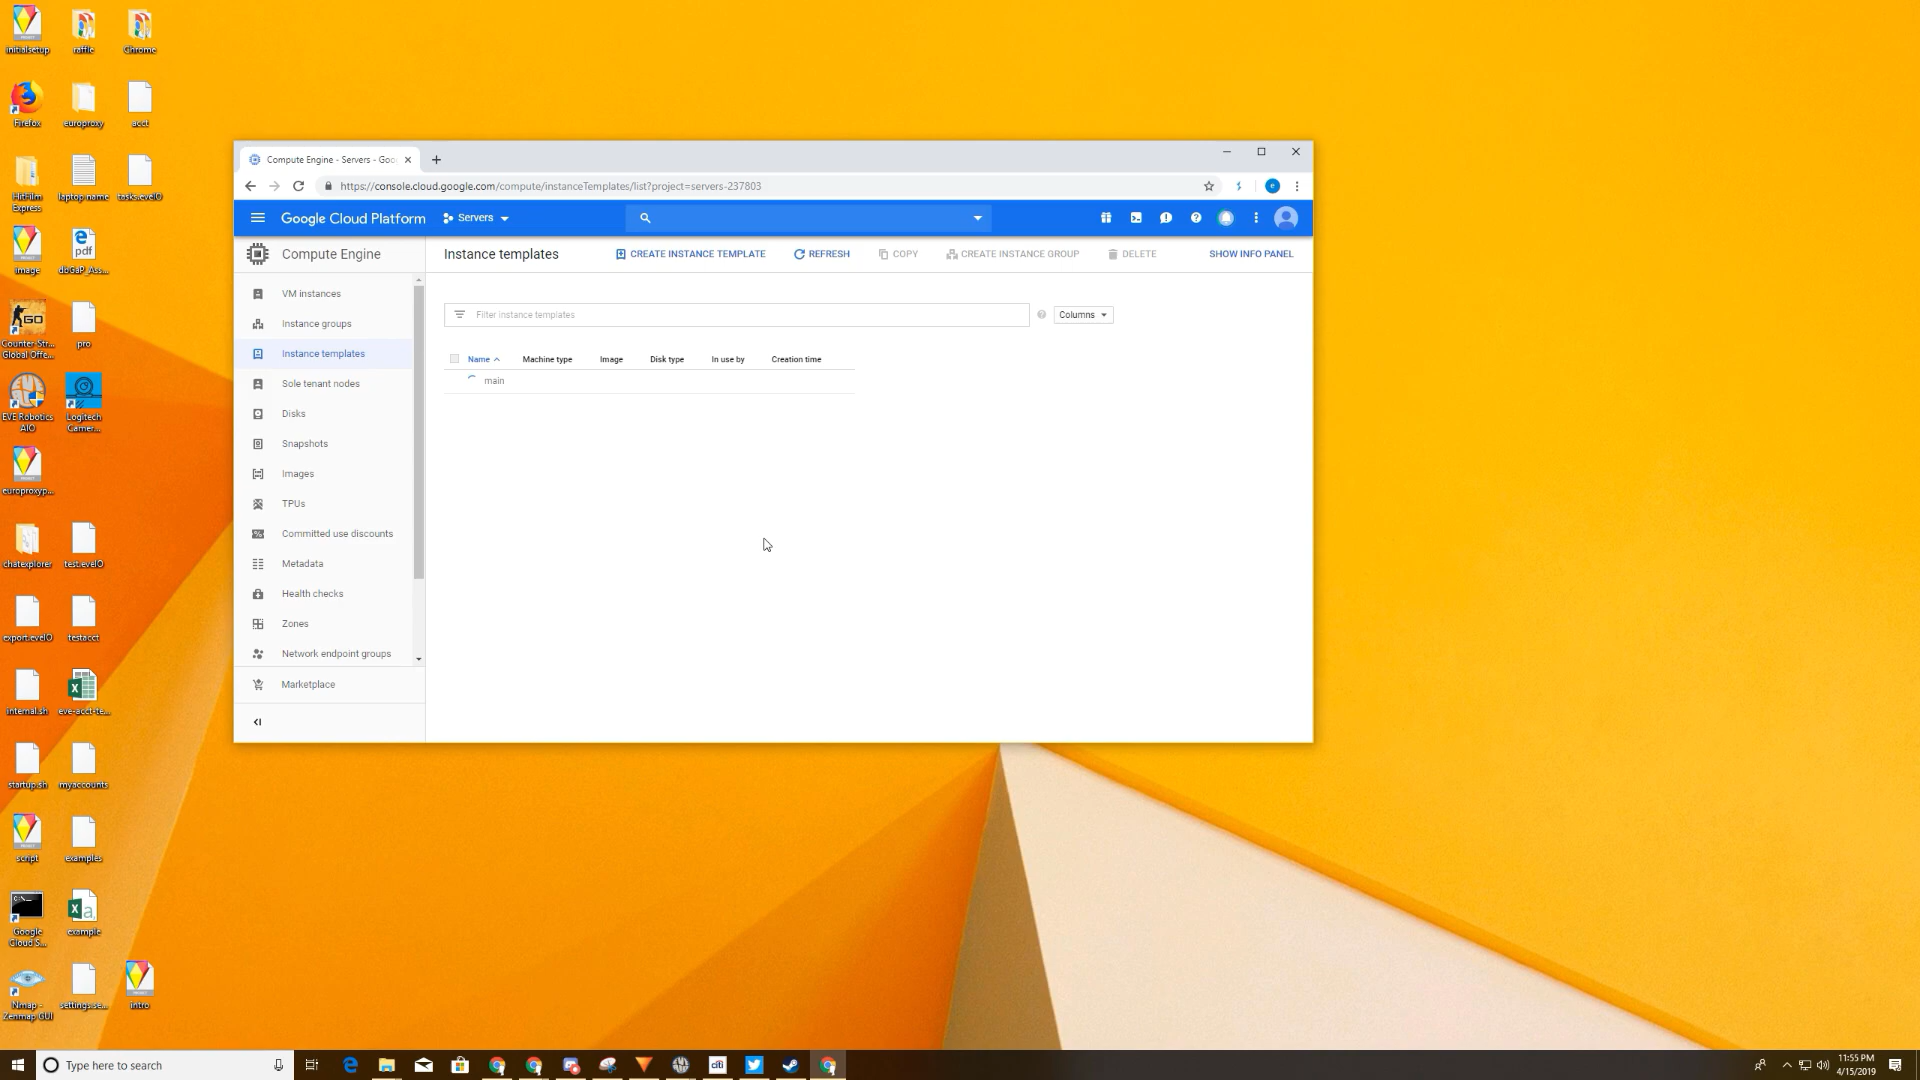 initialsetup
raffle
Chrome
Firefox
europroxy
acct
HitFilm
Express
laptop name
tasks.eveIO
image
dbGaP_Ass...
Counter-Str...
Global Offe...
pro
EVE Robotics
AIO
Logitech
Camer...
europroxyp...
chatexplorer
test.eveIO
export.eveIO
testacct
internal.sh
eve-acct-te...
startup.sh
myaccounts
script
examples
Google
Cloud S...
example
Nmap -
Zenmap GUI
settings.se...
intro
Compute Engine - Servers - Goo
https://console.cloud.google.com/compute/instanceTemplates/list?project=servers-237803
Google Cloud Platform
Servers
Compute Engine
Instance templates
CREATE INSTANCE TEMPLATE
REFRESH
COPY
CREATE INSTANCE GROUP
DELETE
SHOW INFO PANEL
VM instances
Instance groups
Instance templates
Sole tenant nodes
Disks
Snapshots
Images
TPUs
Committed use discounts
Metadata
Health checks
Zones
Network endpoint groups
Marketplace
Filter instance templates
Columns
Name
Machine type
Image
Disk type
In use by
Creation time
main
Type here to search
citi
11:55 PM
4/15/2019